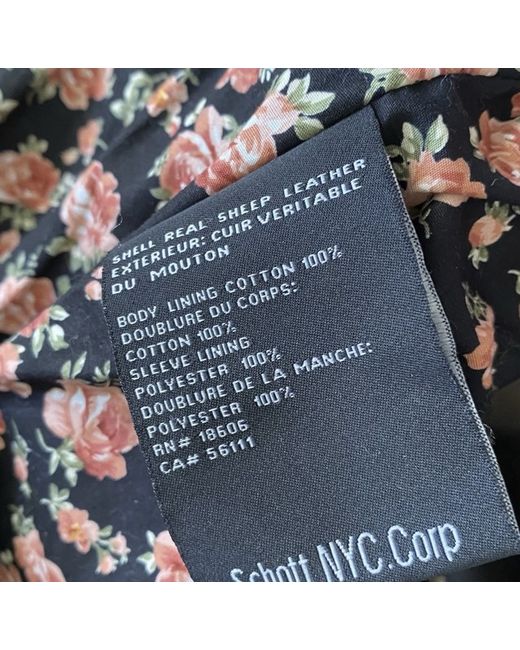 SHELL REAL SHEEP LEATHER
EXTERIEUR: CUIR VERITABLE
DU MOUTON
BODY LINING COTTON 100%
DOUBLURE DU CORPS:
COTTON 100%
SLEEVE LINING
POLYESTER 100%
DOUBLURE DE LA MANCHE:
POLYESTER 100%
RN# 18606
CA# 56111
Schott NYC.Corp